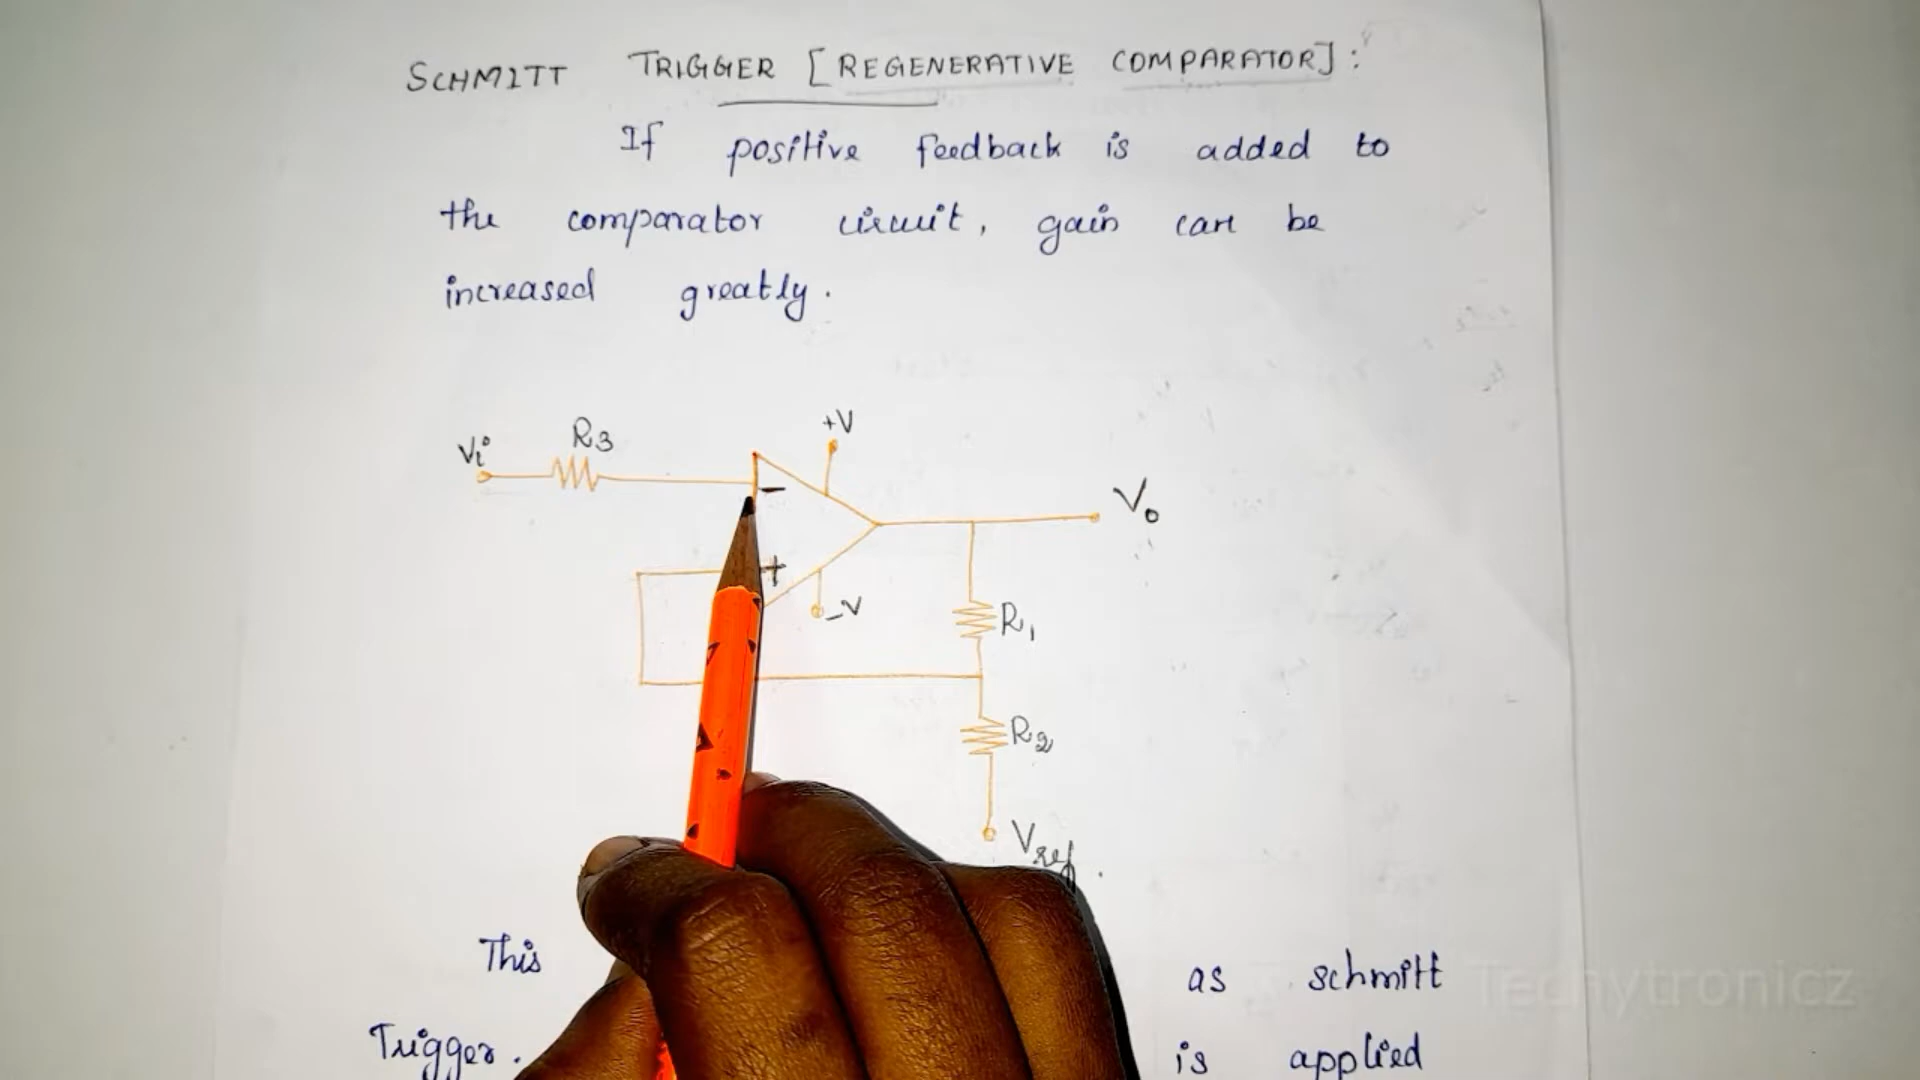 SCHMITT TRIGGER [REGENERATIVE COMPARATOR] :
If positive feedback is added to
the comparator circuit, gain can be
increased greatly.
+V
Vi R3
-
Vo
+
-V
R1
R2
Vref.
This as schmitt
Techytronicz
Trigger. is applied